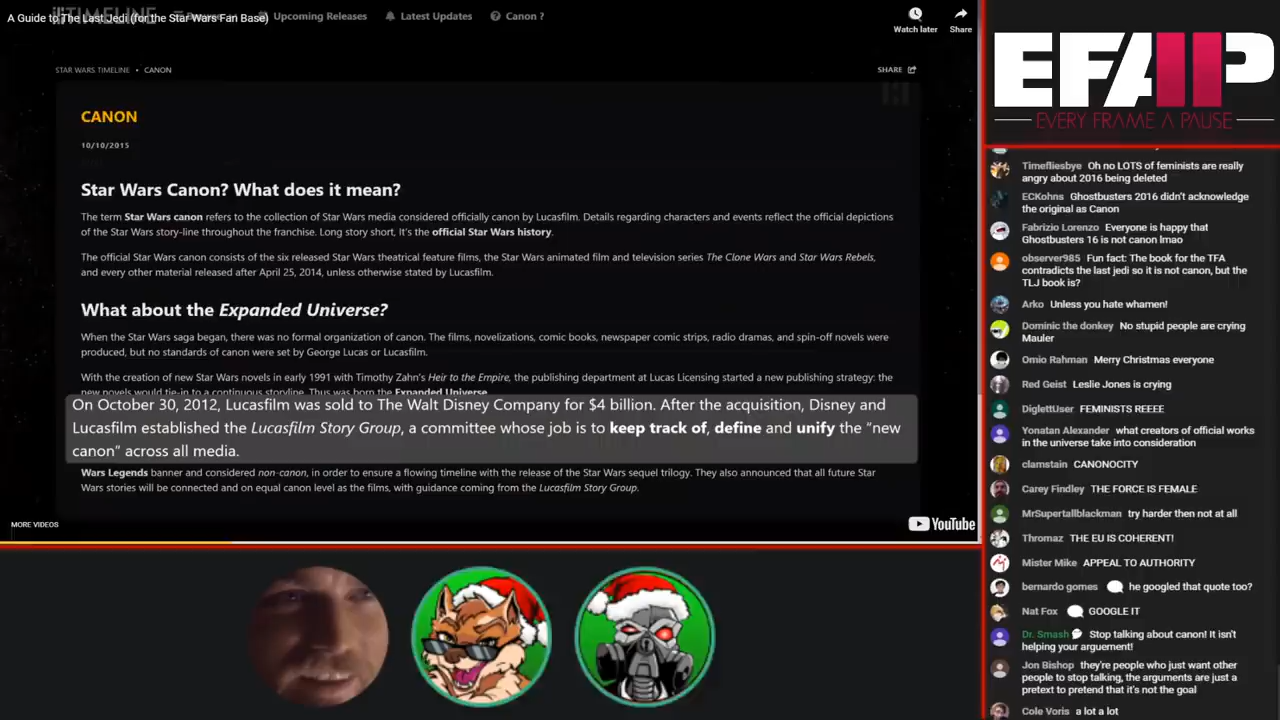 A Guide to The Last Jedi (for the Star Wars Fan Base)
TIMELINE
Upcoming Releases
Latest Updates
Canon ?
Watch later
Share
STAR WARS TIMELINE • CANON
SHARE
CANON
10/10/2015
Star Wars Canon? What does it mean?
The term Star Wars canon refers to the collection of Star Wars media considered officially canon by Lucasfilm. Details regarding characters and events reflect the official depictions
of the Star Wars story-line throughout the franchise. Long story short, It's the official Star Wars history.
The official Star Wars canon consists of the six released Star Wars theatrical feature films, the Star Wars animated film and television series The Clone Wars and Star Wars Rebels,
and every other material released after April 25, 2014, unless otherwise stated by Lucasfilm.
What about the Expanded Universe?
When the Star Wars saga began, there was no formal organization of canon. The films, novelizations, comic books, newspaper comic strips, radio dramas, and spin-off novels were
produced, but no standards of canon were set by George Lucas or Lucasfilm.
With the creation of new Star Wars novels in early 1991 with Timothy Zahn's Heir to the Empire, the publishing department at Lucas Licensing started a new publishing strategy: the
new novels would tie-in to a continuous storyline. Thus was born the Expanded Universe.
On October 30, 2012, Lucasfilm was sold to The Walt Disney Company for $4 billion. After the acquisition, Disney and
Lucasfilm established the Lucasfilm Story Group, a committee whose job is to keep track of, define and unify the "new
canon" across all media.
Wars Legends banner and considered non-canon, in order to ensure a flowing timeline with the release of the Star Wars sequel trilogy. They also announced that all future Star
Wars stories will be connected and on equal canon level as the films, with guidance coming from the Lucasfilm Story Group.
MORE VIDEOS
YouTube
EFAP
EVERY FRAME A PAUSE
Timefliesbye Oh no LOTS of feminists are really
angry about 2016 being deleted
ECKohns Ghostbusters 2016 didn't acknowledge
the original as Canon
Fabrizio Lorenzo Everyone is happy that
Ghostbusters 16 is not canon lmao
observer985 Fun fact: The book for the TFA
contradicts the last jedi so it is not canon, but the
TLJ book is?
Arko Unless you hate whamen!
Dominic the donkey No stupid people are crying
Mauler
Omio Rahman Merry Christmas everyone
Red Geist Leslie Jones is crying
DiglettUser FEMINISTS REEEE
Yonatan Alexander what creators of official works
in the universe take into consideration
clamstain CANONOCITY
Carey Findley THE FORCE IS FEMALE
MrSupertallblackman try harder then not at all
Thromaz THE EU IS COHERENT!
Mister Mike APPEAL TO AUTHORITY
bernardo gomes he googled that quote too?
Nat Fox GOOGLE IT
Dr. Smash Stop talking about canon! It isn't
helping your arguement!
Jon Bishop they're people who just want other
people to stop talking, the arguments are just a
pretext to pretend that it's not the goal
Cole Voris a lot a lot